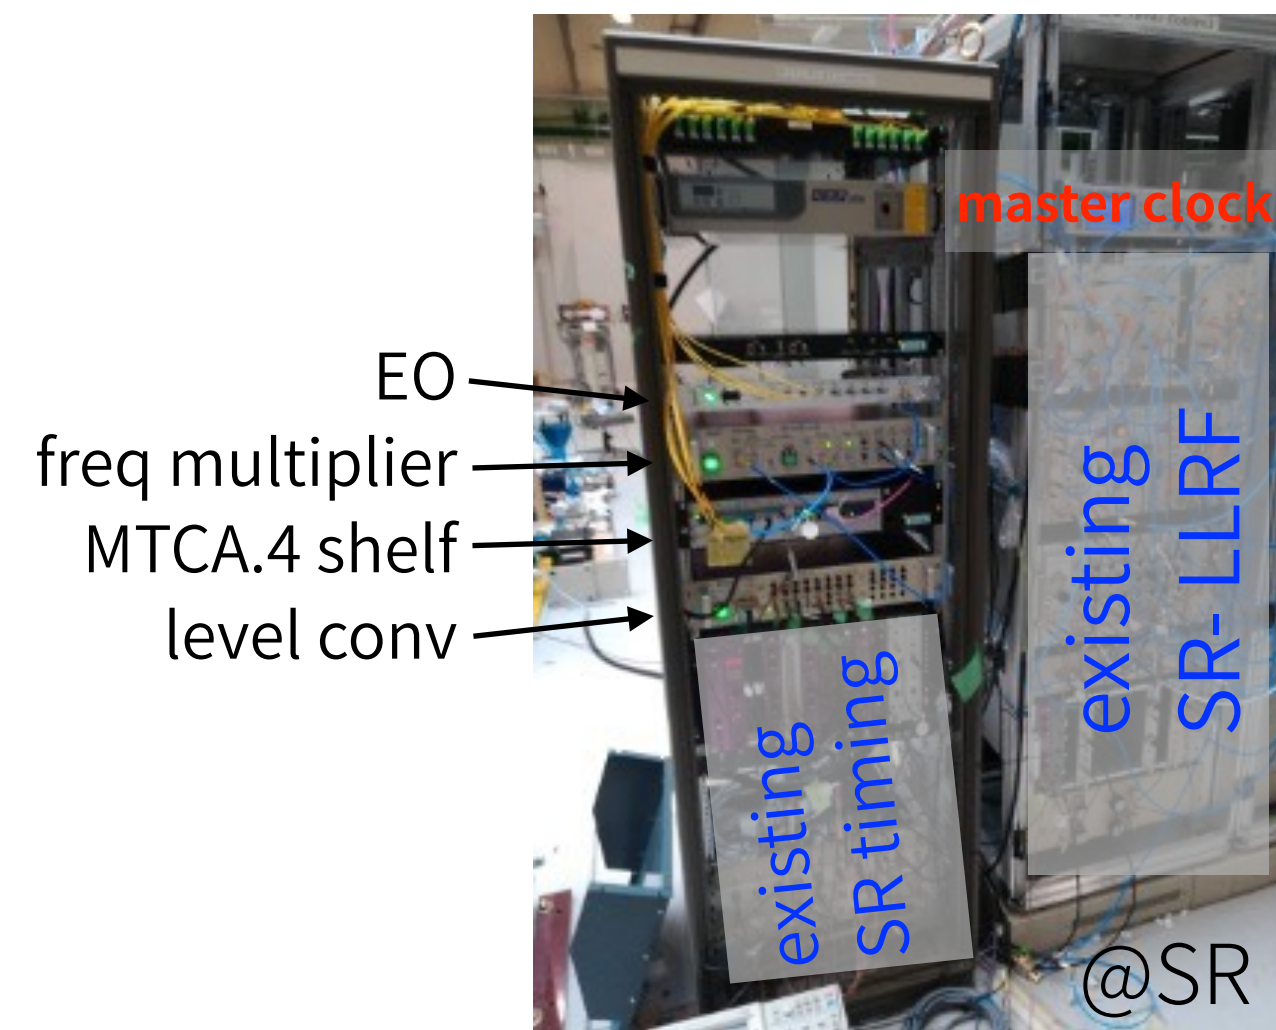 master clock
EO
freq multiplier
MTCA.4 shelf
level conv
existing
SR- LLRF
existing
SR timing
@SR